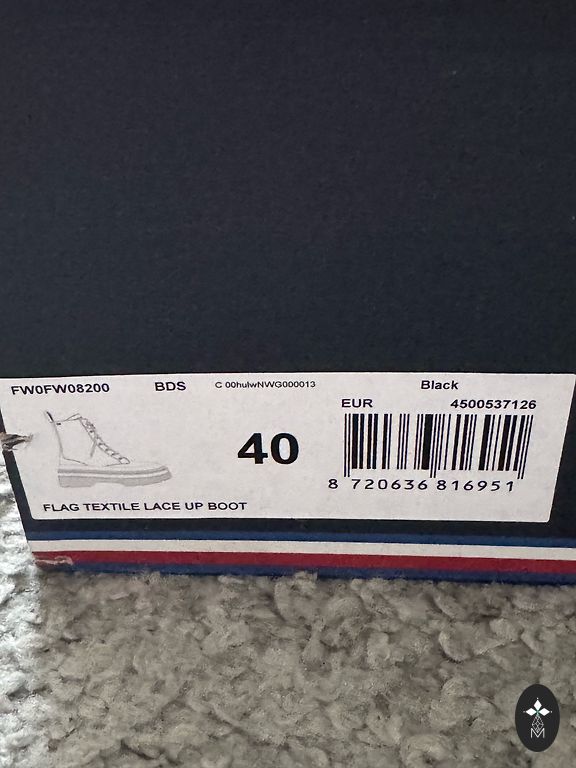 FW0FW08200 BDS C 00hulwNWG000013 Black
EUR 4500537126
40
8 720636 816951
FLAG TEXTILE LACE UP BOOT
M